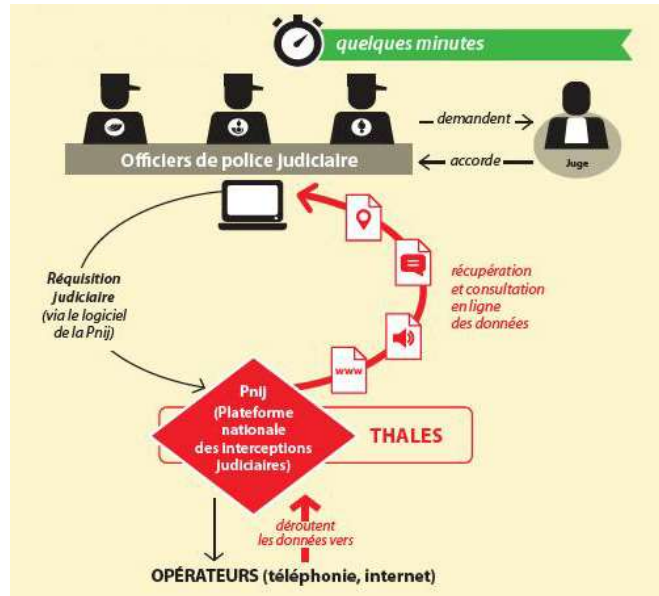 quelques minutes
demandent
accorde
Juge
Officiers de police judiciaire
Réquisition
judiciaire
(via le logiciel
de la Pnij)
récupération
et consultation
en ligne
des données
www
Pnij
(Plateforme
nationale
des interceptions
judiciaires)
THALES
déroutent
les données vers
OPÉRATEURS (téléphonie, internet)